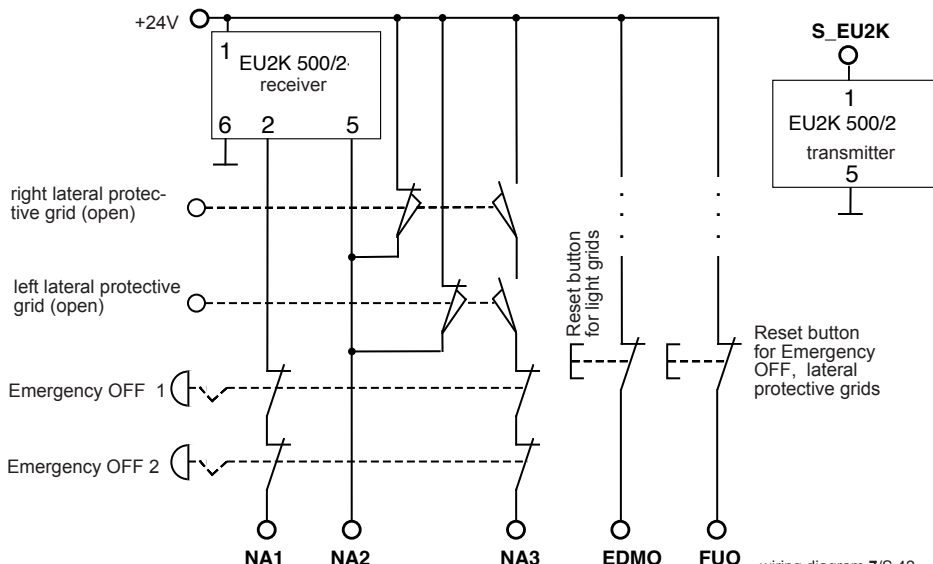 +24V
1
EU2K 500/2
receiver
6 2 5
S_EU2K
1
EU2K 500/2
transmitter
5
right lateral protec-
tive grid (open)
left lateral protective
grid (open)
Reset button
for light grids
Reset button
for Emergency
OFF, lateral
protective grids
Emergency OFF 1
Emergency OFF 2
NA1 NA2 NA3 EDMO FUO
wiring diagram 7/S 42